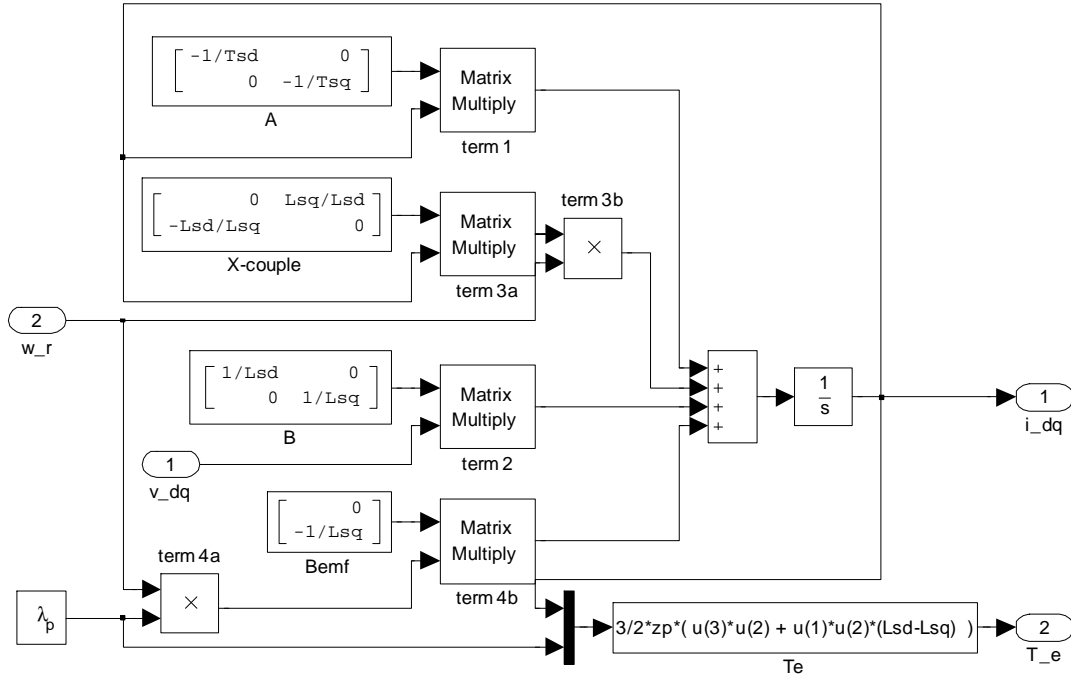 -1/Tsd 0
0 -1/Tsq
A
Matrix
Multiply
term 1
0 Lsq/Lsd
-Lsd/Lsq 0
X-couple
Matrix
Multiply
term 3a
term 3b
×
2
w_r
1/Lsd 0
0 1/Lsq
B
Matrix
Multiply
term 2
1
v_dq
0
-1/Lsq
Bemf
Matrix
Multiply
term 4b
term 4a
×
λp
+
+
+
+
1
s
1
i_dq
3/2*zp*( u(3)*u(2) + u(1)*u(2)*(Lsd-Lsq) )
Te
2
T_e